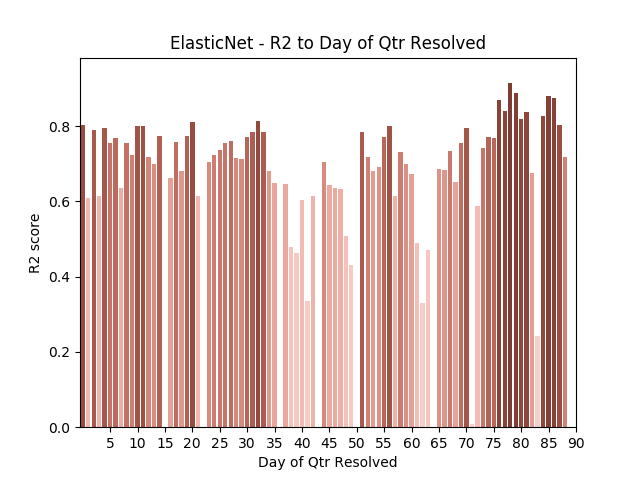 ElasticNet - R2 to Day of Qtr Resolved
R2 score
0.8
0.6
0.4
0.2
0.0
5 10 15 20 25 30 35 40 45 50 55 60 65 70 75 80 85 90
Day of Qtr Resolved